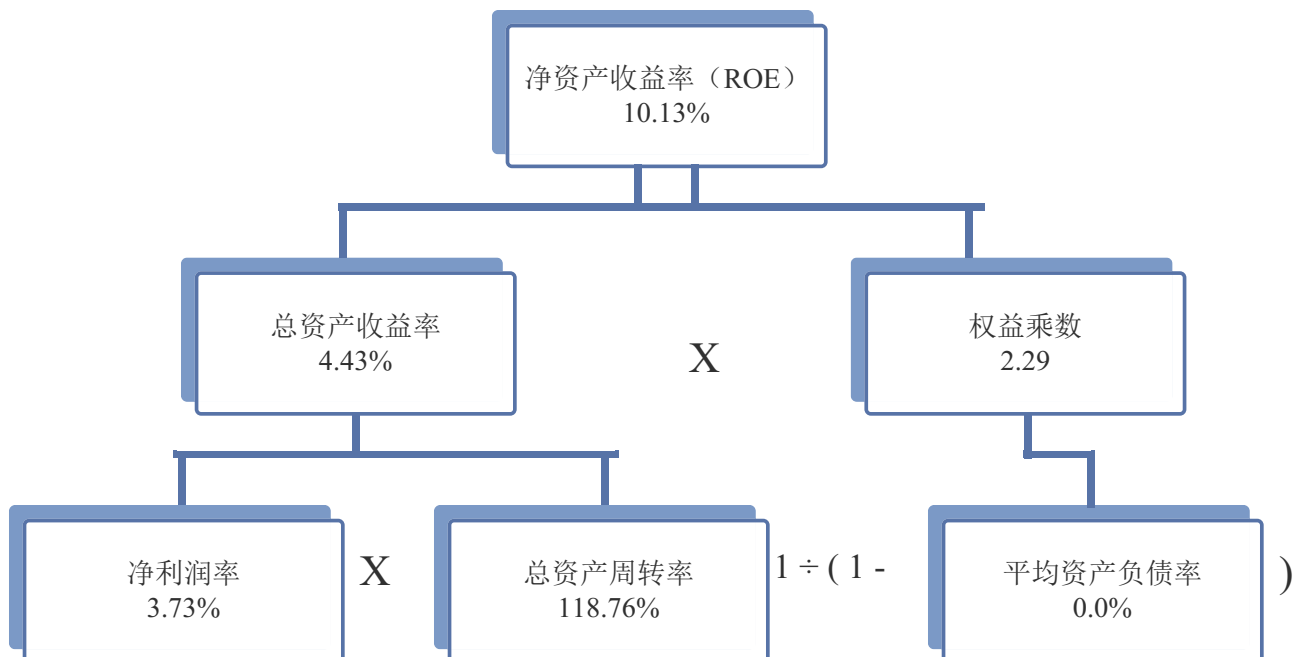 净资产收益率（ROE）
10.13%
总资产收益率
4.43%
X
权益乘数
2.29
净利润率
3.73%
X
总资产周转率
118.76%
1 ÷ ( 1 -
平均资产负债率
0.0%
)